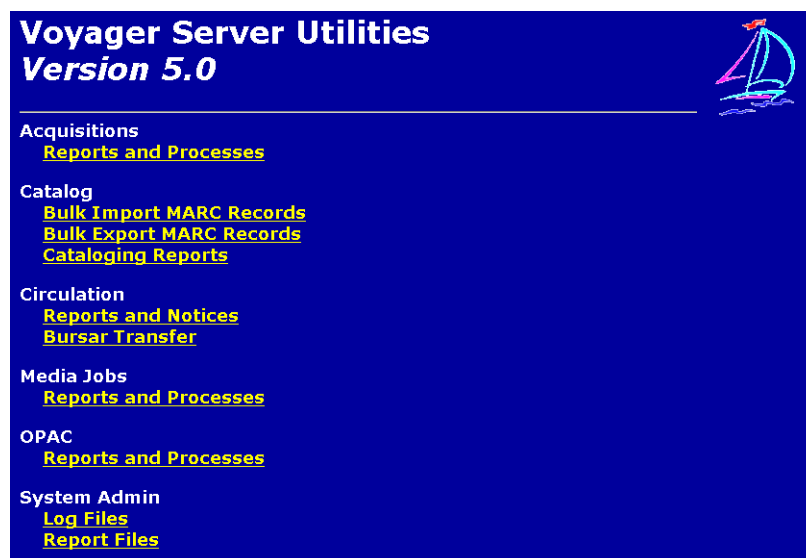 Voyager Server Utilities
Version 5.0
Acquisitions
Reports and Processes
Catalog
Bulk Import MARC Records
Bulk Export MARC Records
Cataloging Reports
Circulation
Reports and Notices
Bursar Transfer
Media Jobs
Reports and Processes
OPAC
Reports and Processes
System Admin
Log Files
Report Files